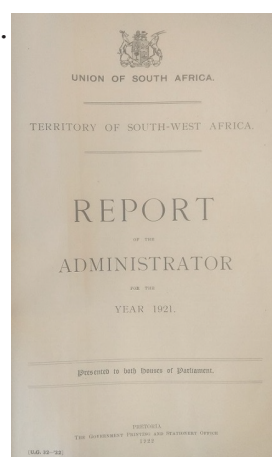 UNION OF SOUTH AFRICA.
TERRITORY OF SOUTH-WEST AFRICA.
REPORT
OF THE
ADMINISTRATOR
FOR THE
YEAR 1921.
Presented to both Houses of Parliament.
PRETORIA
THE GOVERNMENT PRINTING AND STATIONERY OFFICE
1922